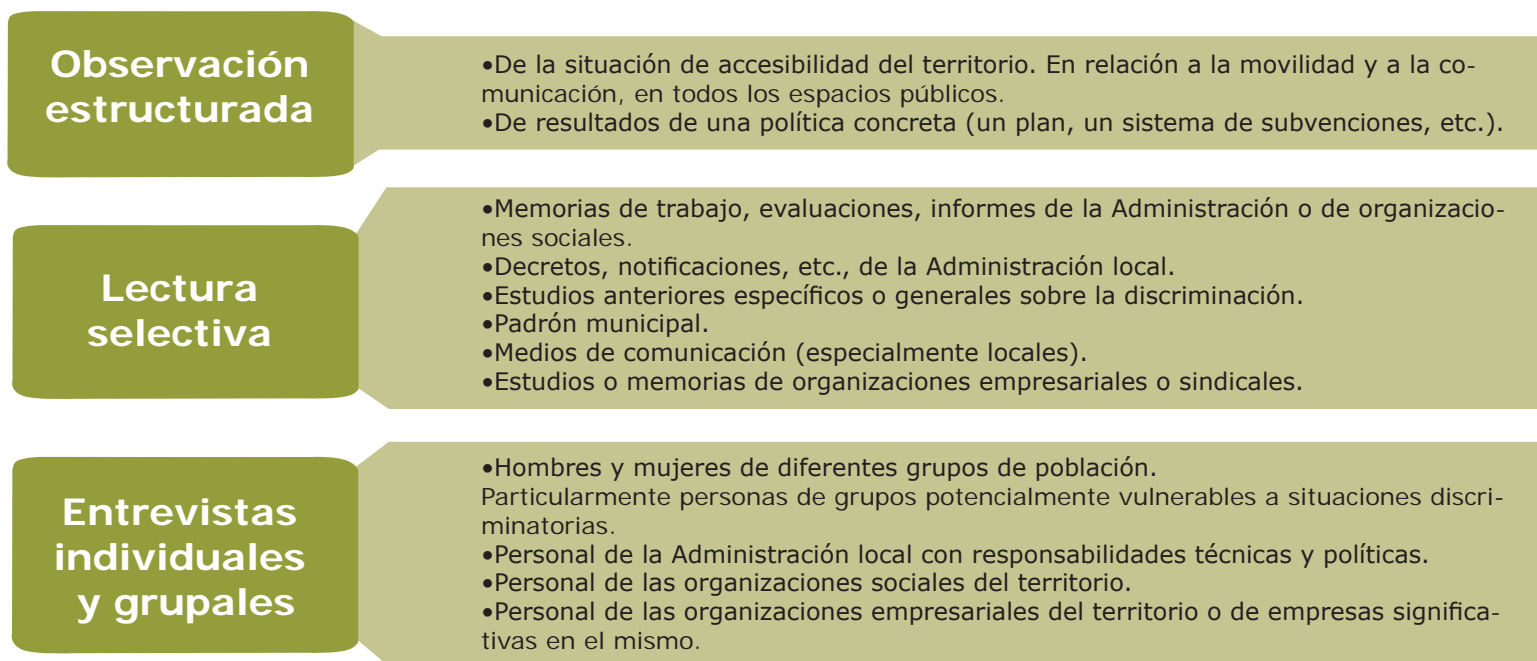 Observación
estructurada
•De la situación de accesibilidad del territorio. En relación a la movilidad y a la co-
municación, en todos los espacios públicos.
•De resultados de una política concreta (un plan, un sistema de subvenciones, etc.).
Lectura
selectiva
•Memorias de trabajo, evaluaciones, informes de la Administración o de organizacio-
nes sociales.
•Decretos, notificaciones, etc., de la Administración local.
•Estudios anteriores específicos o generales sobre la discriminación.
•Padrón municipal.
•Medios de comunicación (especialmente locales).
•Estudios o memorias de organizaciones empresariales o sindicales.
Entrevistas
individuales
y grupales
•Hombres y mujeres de diferentes grupos de población.
Particularmente personas de grupos potencialmente vulnerables a situaciones discri-
minatorias.
•Personal de la Administración local con responsabilidades técnicas y políticas.
•Personal de las organizaciones sociales del territorio.
•Personal de las organizaciones empresariales del territorio o de empresas significa-
tivas en el mismo.